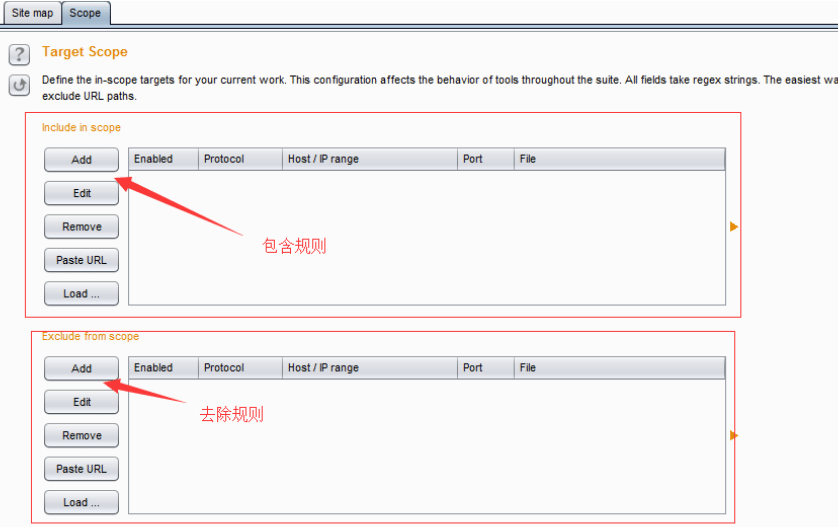 Site map Scope
? Target Scope
Define the in-scope targets for your current work. This configuration affects the behavior of tools throughout the suite. All fields take regex strings. The easiest wa
exclude URL paths.
Include in scope
Add Enabled Protocol Host / IP range Port File
Edit
Remove
包含规则
Paste URL
Load ...
Exclude from scope
Add Enabled Protocol Host / IP range Port File
Edit
去除规则
Remove
Paste URL
Load ...